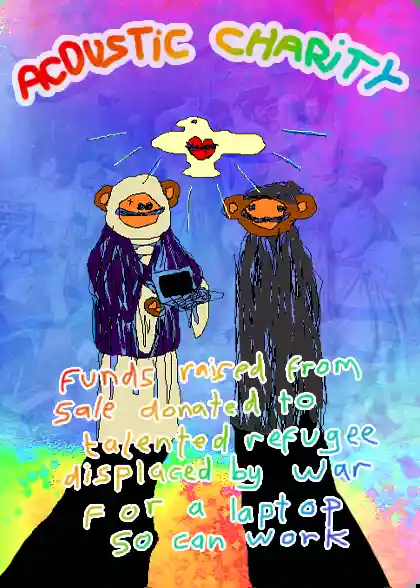 ACOUSTIC CHARITY
Funds raised from
Sale donated to
talented refugee
displaced by war
For a laptop
So can work